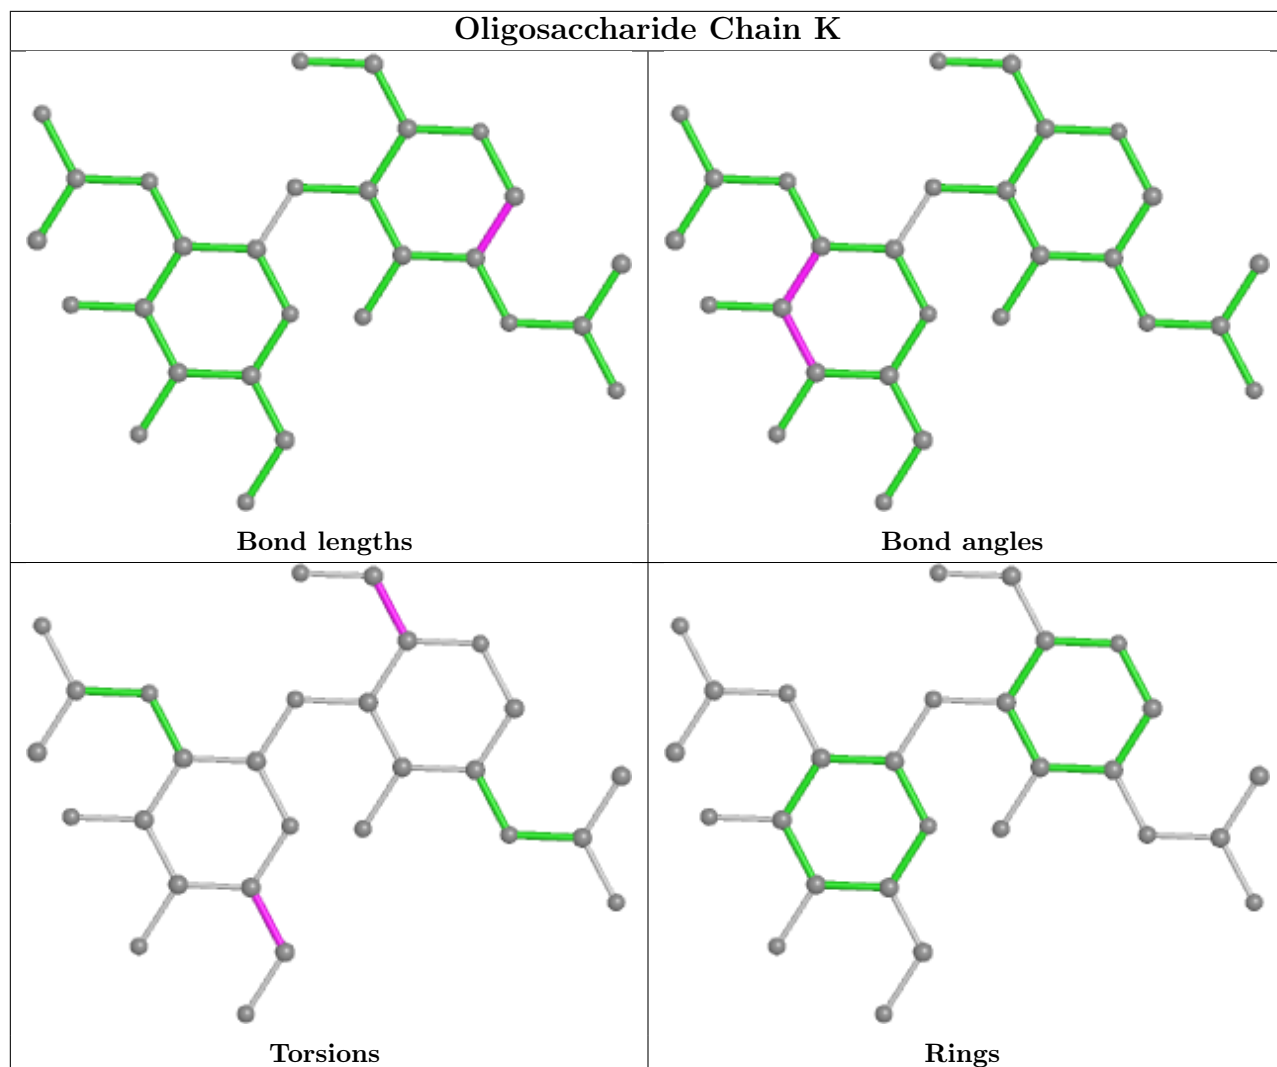 Oligosaccharide Chain K
Bond lengths
Bond angles
Torsions
Rings